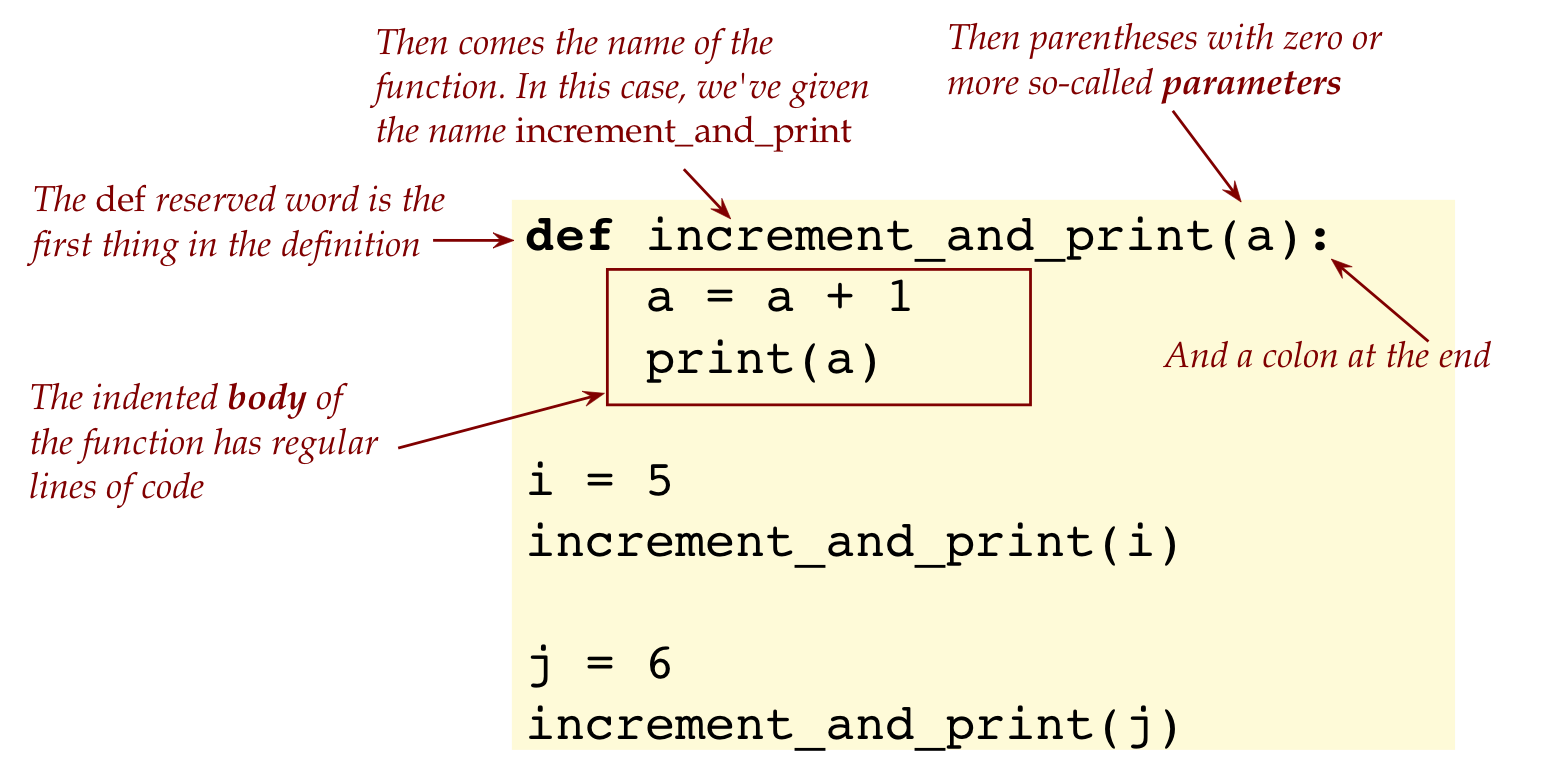 Then comes the name of the
function. In this case, we've given
the name increment_and_print
Then parentheses with zero or
more so-called parameters
The def reserved word is the
first thing in the definition
def increment_and_print(a):
a = a + 1
print(a)
And a colon at the end
The indented body of
the function has regular
lines of code
i = 5
increment_and_print(i)
j = 6
increment_and_print(j)